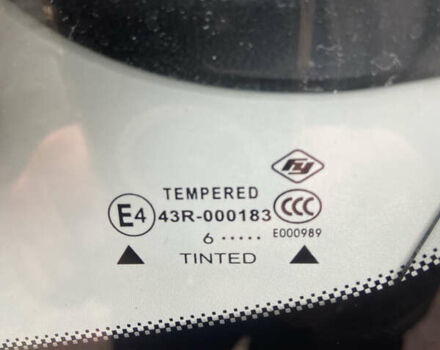 TEMPERED
E4 43R-000183 CCC
6 ..... E000989
TINTED